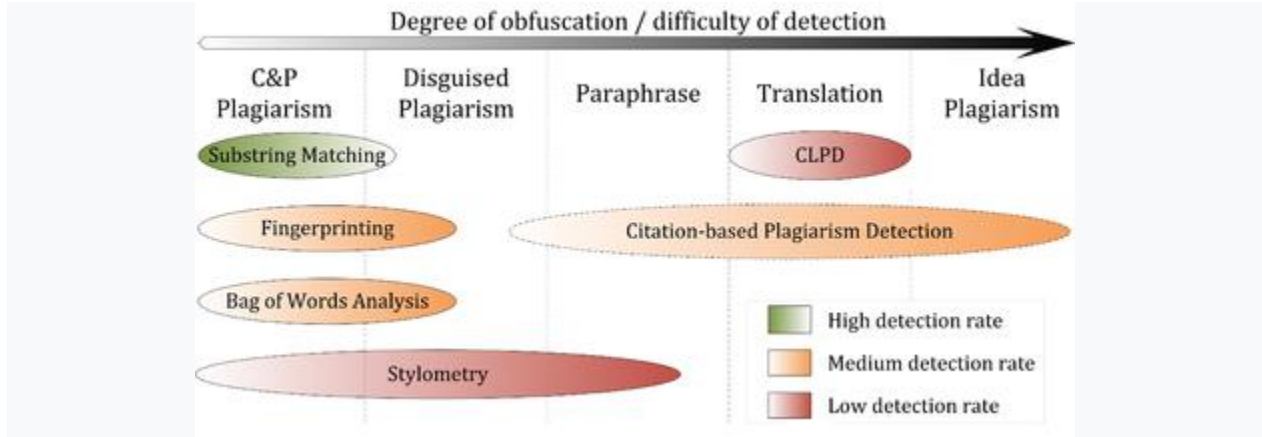 Degree of obfuscation / difficulty of detection
C&P
Plagiarism
Disguised
Plagiarism
Paraphrase
Translation
Idea
Plagiarism
Substring Matching
CLPD
Fingerprinting
Citation-based Plagiarism Detection
Bag of Words Analysis
Stylometry
High detection rate
Medium detection rate
Low detection rate